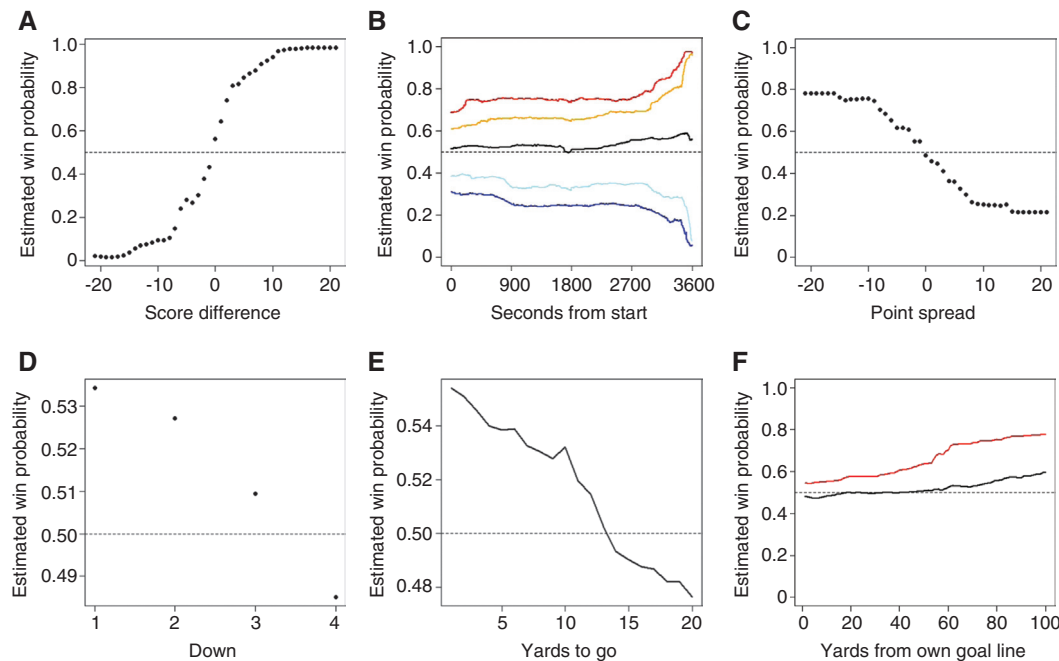 A
Estimated win probability
1.0
0.8
0.6
0.4
0.2
0
-20 -10 0 10 20
Score difference
B
Estimated win probability
1.0
0.8
0.6
0.4
0.2
0
0 900 1800 2700 3600
Seconds from start
C
Estimated win probability
1.0
0.8
0.6
0.4
0.2
0
-20 -10 0 10 20
Point spread
D
Estimated win probability
0.53
0.52
0.51
0.50
0.49
1 2 3 4
Down
E
Estimated win probability
0.54
0.52
0.50
0.48
5 10 15 20
Yards to go
F
Estimated win probability
1.0
0.8
0.6
0.4
0.2
0
0 20 40 60 80 100
Yards from own goal line